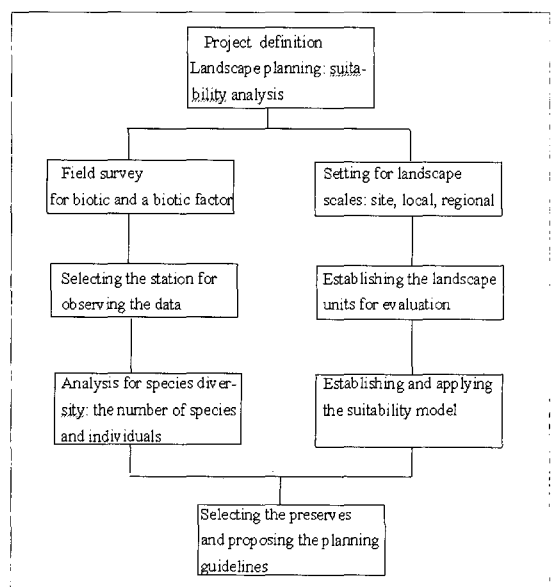 Project definition
Landscape planning: suita-
bility analysis
Field survey
for biotic and a biotic factor
Setting for landscape
scales: site, local, regional
Selecting the station for
observing the data
Establishing the landscape
units for evaluation
Analysis for species diver-
sity: the number of species
and individuals
Establishing and applying
the suitability model
Selecting the preserves
and proposing the planning
guidelines